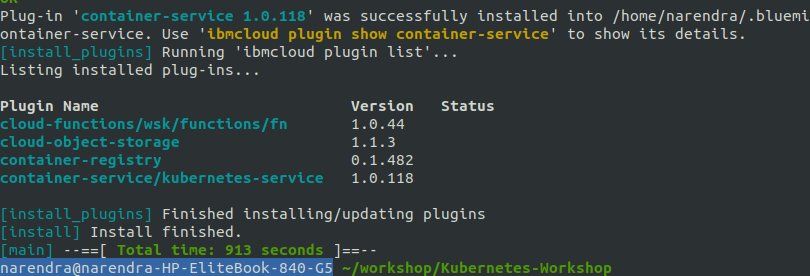 OK
Plug-in 'container-service 1.0.118' was successfully installed into /home/narendra/.bluemi
ontainer-service. Use 'ibmcloud plugin show container-service' to show its details.
[install_plugins] Running 'ibmcloud plugin list'...
Listing installed plug-ins...
Plugin Name Version Status
cloud-functions/wsk/functions/fn 1.0.44
cloud-object-storage 1.1.3
container-registry 0.1.482
container-service/kubernetes-service 1.0.118
[install_plugins] Finished installing/updating plugins
[install] Install finished.
[main] --==[ Total time: 913 seconds ]==--
narendra@narendra-HP-EliteBook-840-G5 ~/workshop/Kubernetes-Workshop